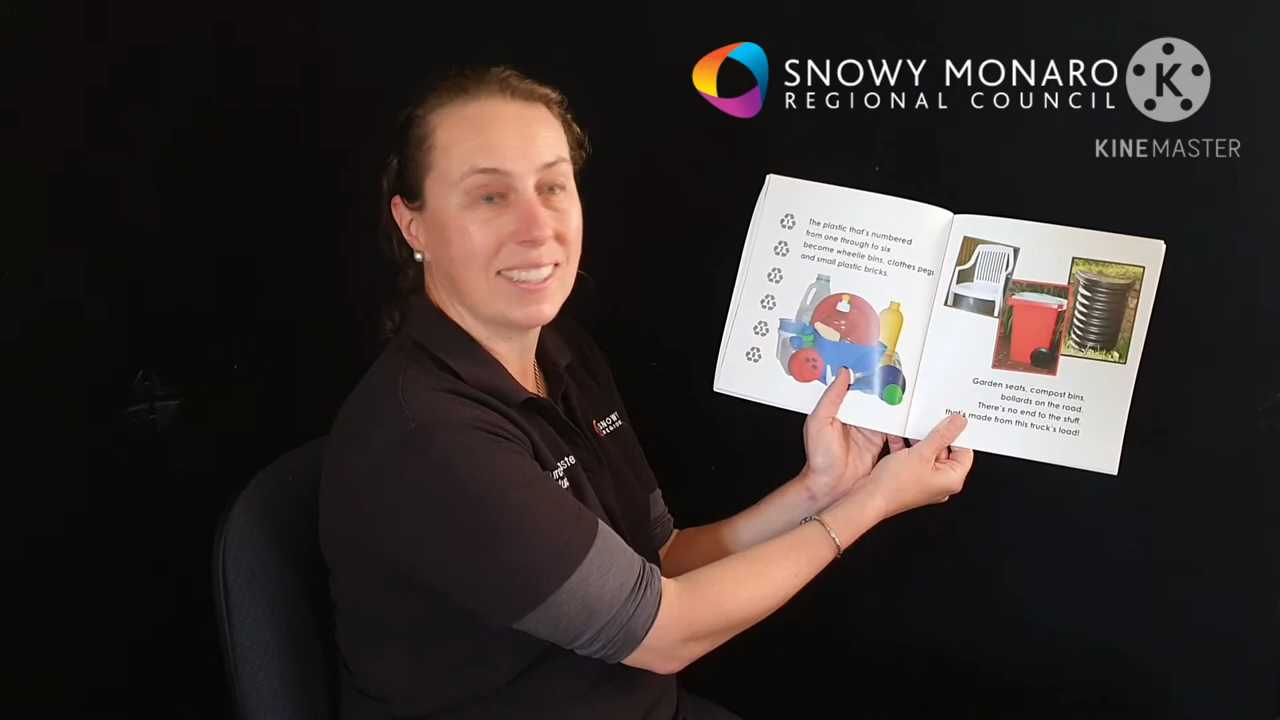 SNOWY MONARO
REGIONAL COUNCIL
K
KINEMASTER
The plastic that's numbered
from one through to six
become wheelie bins, clothes pegs
and small plastic bricks.
Garden seats, compost bins,
bollards on the road.
There's no end to the stuff,
that's made from this truck's load!
SNOWY